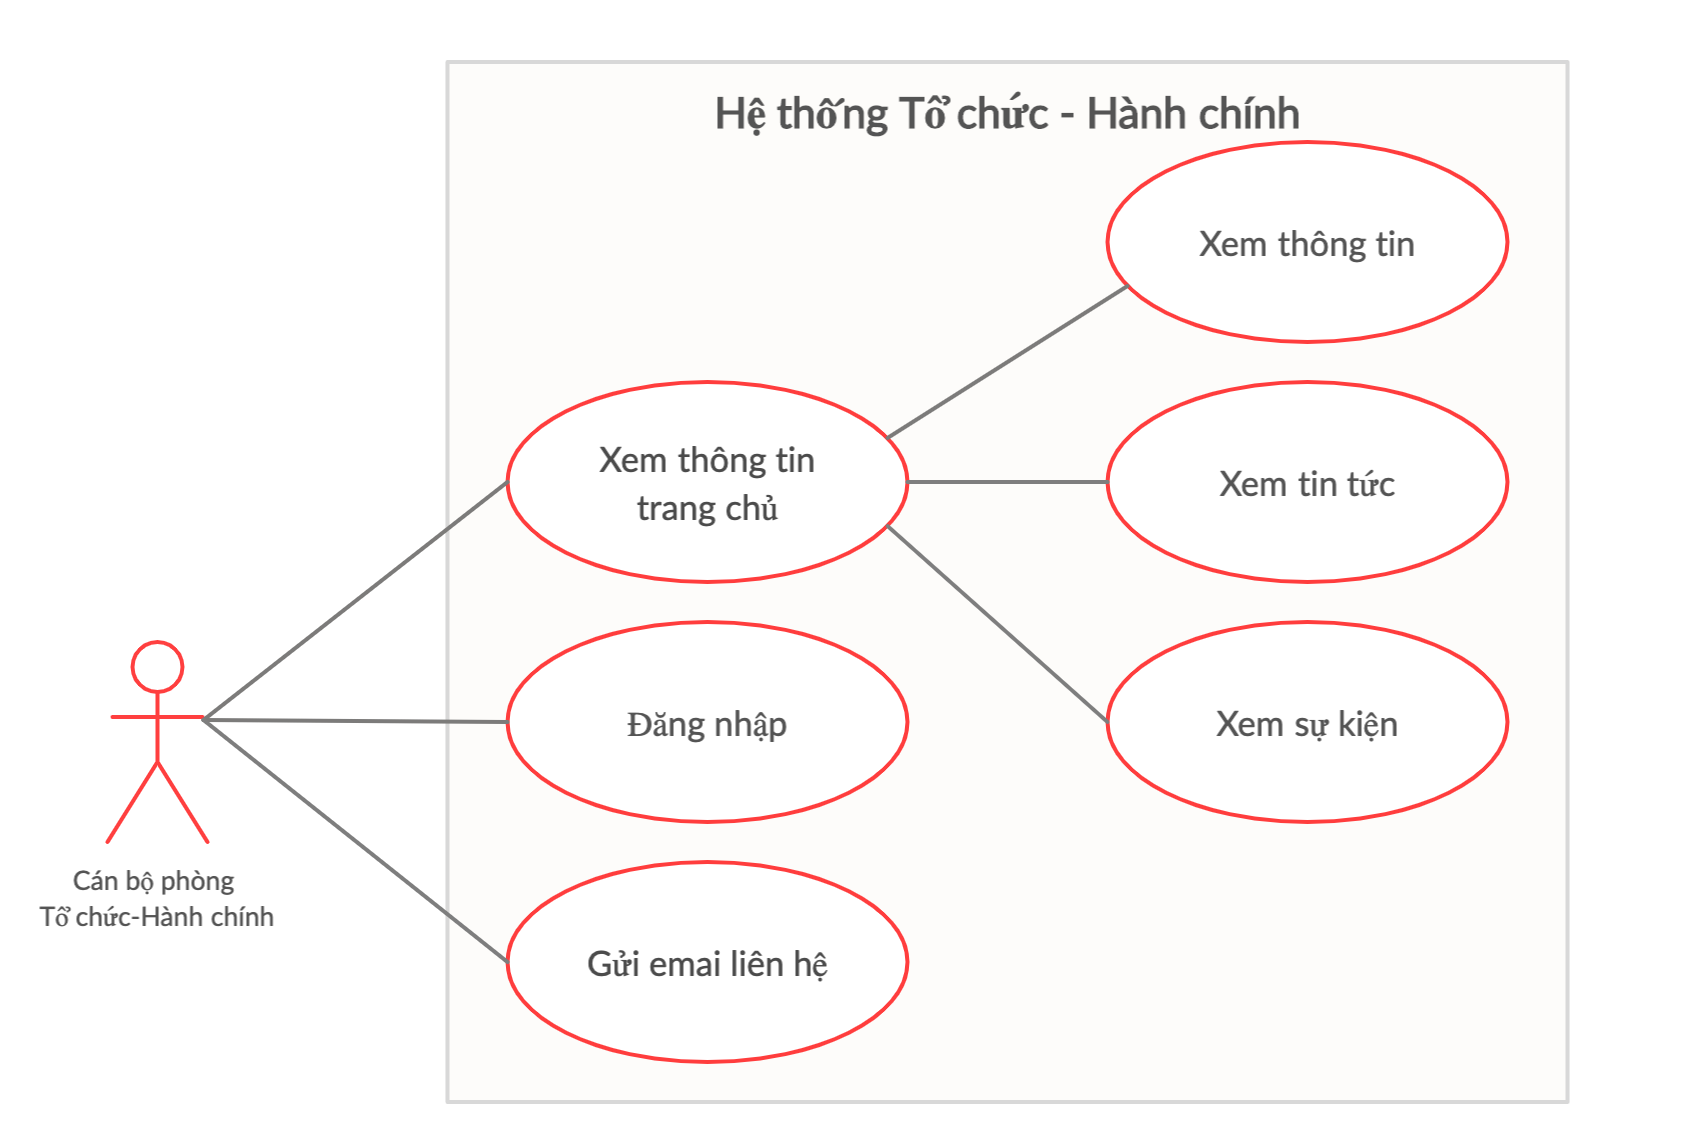 Hệ thống Tổ chức - Hành chính
Xem thông tin
Xem thông tin
trang chủ
Xem tin tức
Đăng nhập
Xem sự kiện
Cán bộ phòng
Tổ chức-Hành chính
Gửi emai liên hệ